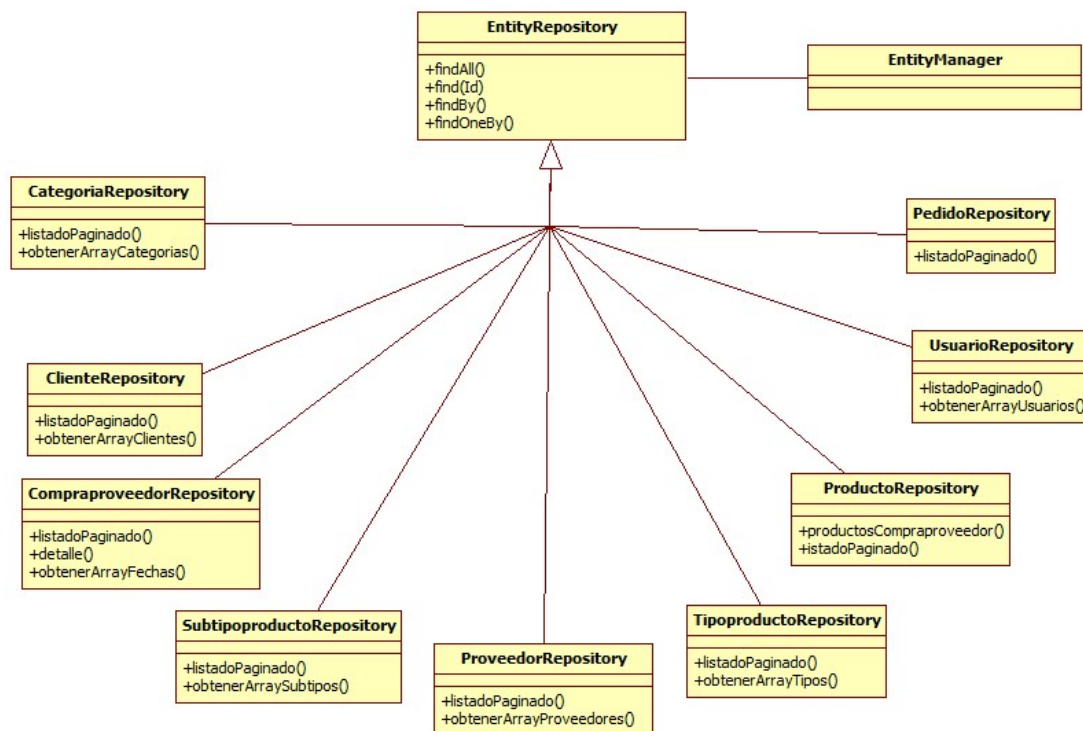 EntityRepository
+findAll()
+find(Id)
+findBy()
+findOneBy()
EntityManager
CategoriaRepository
+listadoPaginado()
+obtenerArrayCategorias()
PedidoRepository
+listadoPaginado()
ClienteRepository
+listadoPaginado()
+obtenerArrayClientes()
UsuarioRepository
+listadoPaginado()
+obtenerArrayUsuarios()
CompraproveedorRepository
+listadoPaginado()
+detalle()
+obtenerArrayFechas()
ProductoRepository
+productosCompraproveedor()
+istadoPaginado()
SubtipoproductoRepository
+listadoPaginado()
+obtenerArraySubtipos()
ProveedorRepository
+listadoPaginado()
+obtenerArrayProveedores()
TipoproductoRepository
+listadoPaginado()
+obtenerArrayTipos()